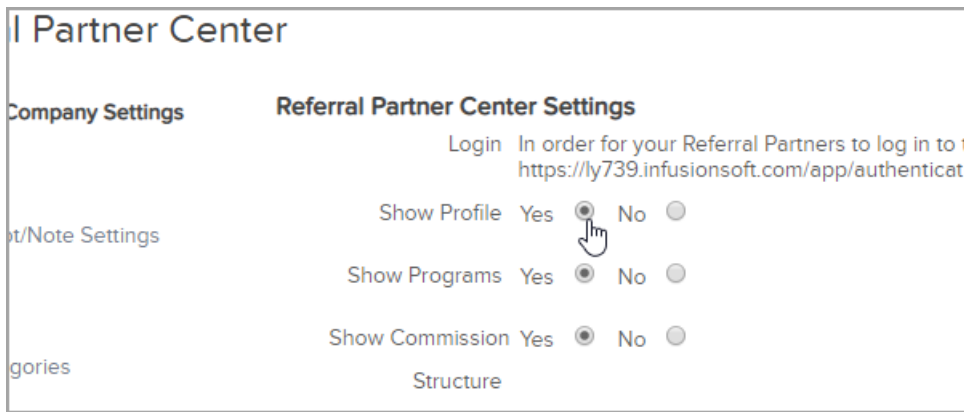 l Partner Center
Company Settings
Referral Partner Center Settings
Login In order for your Referral Partners to log in to
https://ly739.infusionsoft.com/app/authenticat
Show Profile Yes No
t/Note Settings
Show Programs Yes No
Show Commission Yes No
gories
Structure